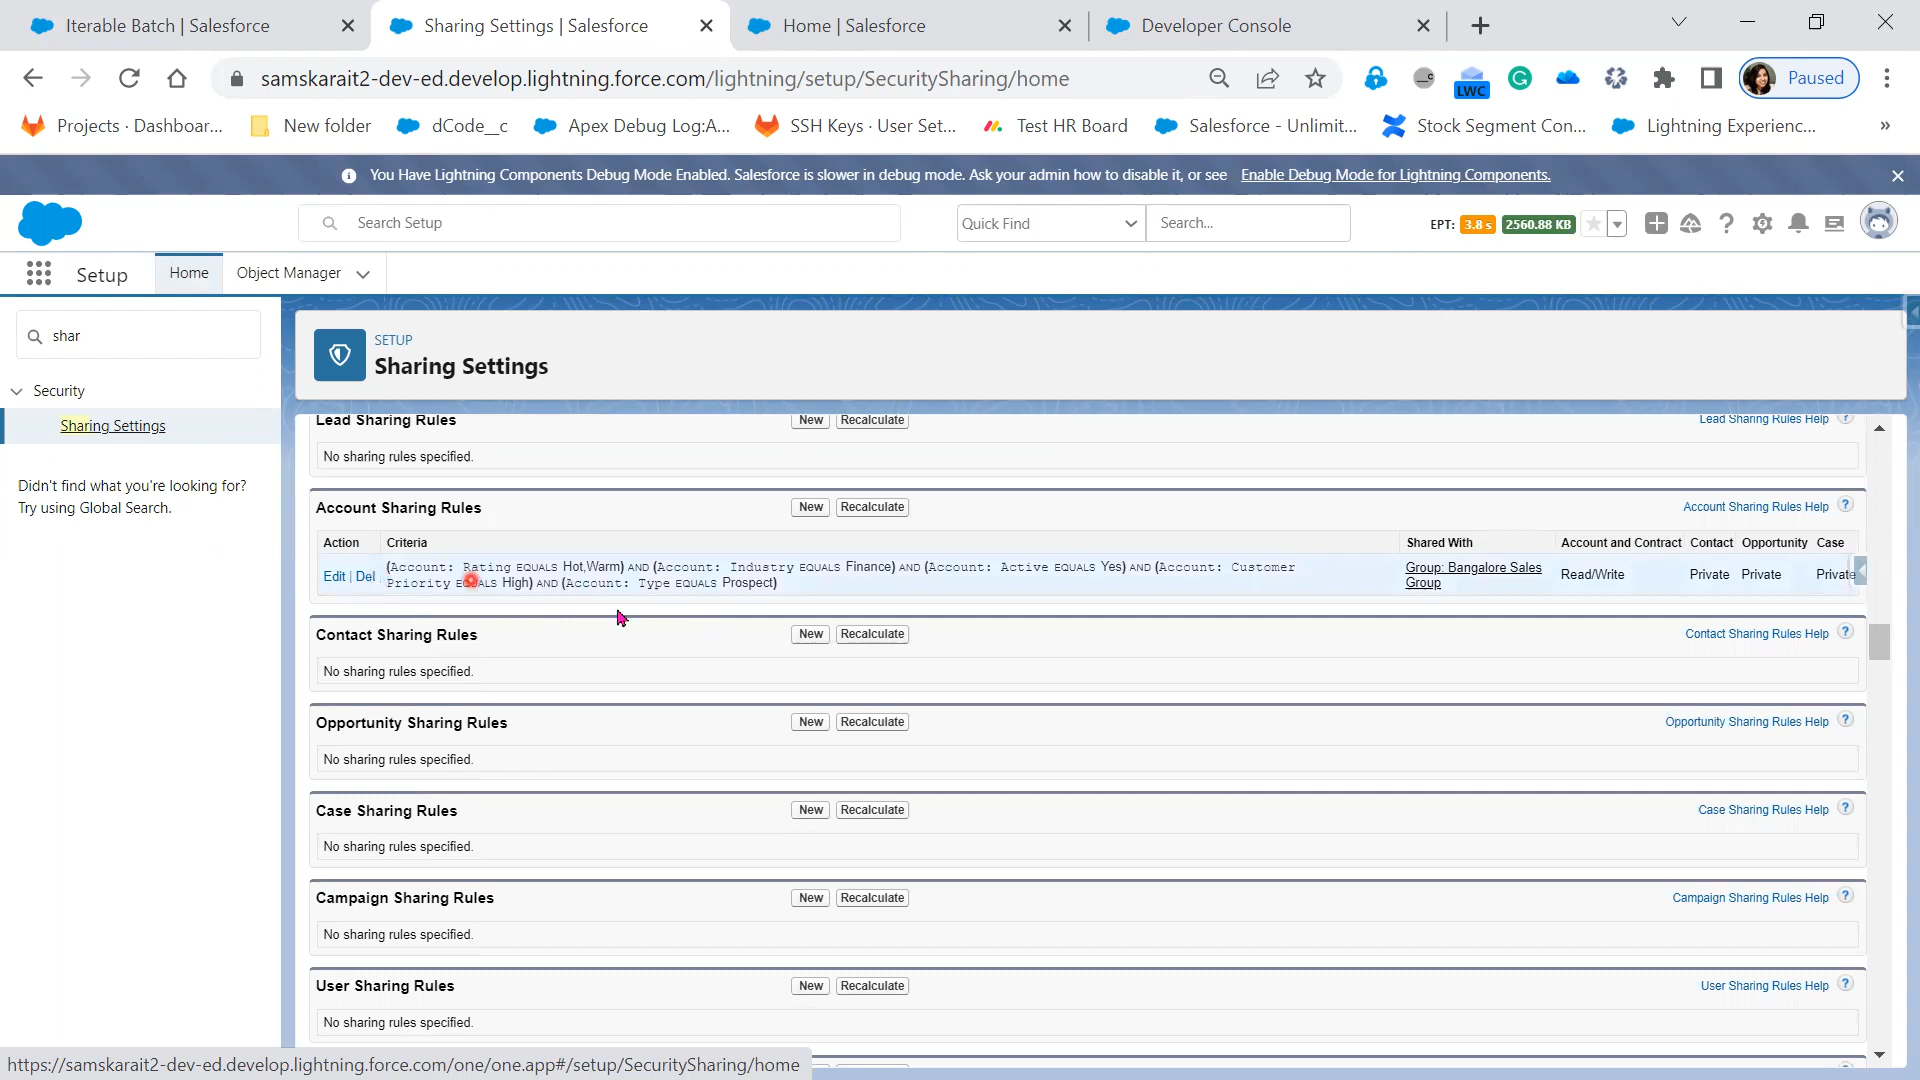 Iterable Batch | Salesforce
Sharing Settings | Salesforce
Home | Salesforce
Developer Console
samskarait2-dev-ed.develop.lightning.force.com/lightning/setup/SecuritySharing/home
LWC
Paused
Projects · Dashboar...
New folder
dCode__c
Apex Debug Log:A...
SSH Keys · User Set...
Test HR Board
Salesforce - Unlimit...
Stock Segment Con...
Lightning Experienc...
»
You Have Lightning Components Debug Mode Enabled. Salesforce is slower in debug mode. Ask your admin how to disable it, or see Enable Debug Mode for Lightning Components.
Search Setup
Quick Find
Search...
EPT: 3.8 s 2560.88 KB
Setup
Home
Object Manager
shar
Security
Sharing Settings
Didn't find what you're looking for?
Try using Global Search.
SETUP
Sharing Settings
Lead Sharing Rules New Recalculate Lead Sharing Rules Help ?
No sharing rules specified.
Account Sharing Rules New Recalculate Account Sharing Rules Help ?
Action Criteria Shared With Account and Contract Contact Opportunity Case
Edit | Del (Account: Rating EQUALS Hot,Warm) AND (Account: Industry EQUALS Finance) AND (Account: Active EQUALS Yes) AND (Account: Customer
Priority EQUALS High) AND (Account: Type EQUALS Prospect)
Group: Bangalore Sales
Group
Read/Write Private Private Private
Contact Sharing Rules New Recalculate Contact Sharing Rules Help ?
No sharing rules specified.
Opportunity Sharing Rules New Recalculate Opportunity Sharing Rules Help ?
No sharing rules specified.
Case Sharing Rules New Recalculate Case Sharing Rules Help ?
No sharing rules specified.
Campaign Sharing Rules New Recalculate Campaign Sharing Rules Help ?
No sharing rules specified.
User Sharing Rules New Recalculate User Sharing Rules Help ?
No sharing rules specified.
https://samskarait2-dev-ed.develop.lightning.force.com/one/one.app#/setup/SecuritySharing/home